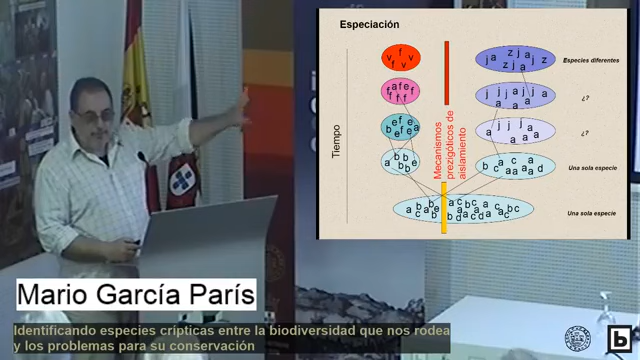 Especiación
Tiempo
Mecanismos
prezigóticos de
aislamiento
v f v
f v
Especies diferentes
j a z j a j z
z j a
f a f e f
f f f
¿?
j j j a j j a
a a a
e f e
b e f e a
¿?
a j j j j
a a a
a b b e
b b
Una sola especie
b c a c a d
a a a
a b b e
c a b b
a c b c a c b c
b d c d a a
Una sola especie
Mario García París
Identificando especies crípticas entre la biodiversidad que nos rodea
y los problemas para su conservación
b